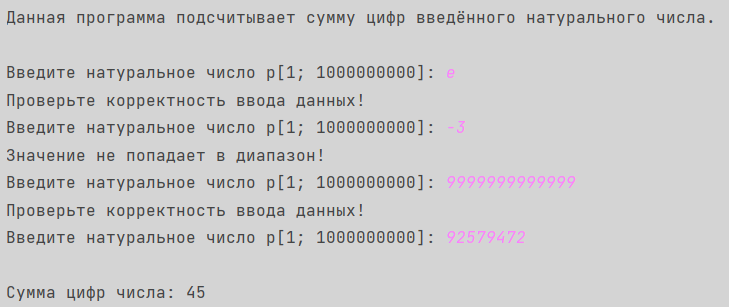 Данная программа подсчитывает сумму цифр введённого натурального числа.
Введите натуральное число p[1; 1000000000]: e
Проверьте корректность ввода данных!
Введите натуральное число p[1; 1000000000]: -3
Значение не попадает в диапазон!
Введите натуральное число p[1; 1000000000]: 9999999999999
Проверьте корректность ввода данных!
Введите натуральное число p[1; 1000000000]: 92579472
Сумма цифр числа: 45